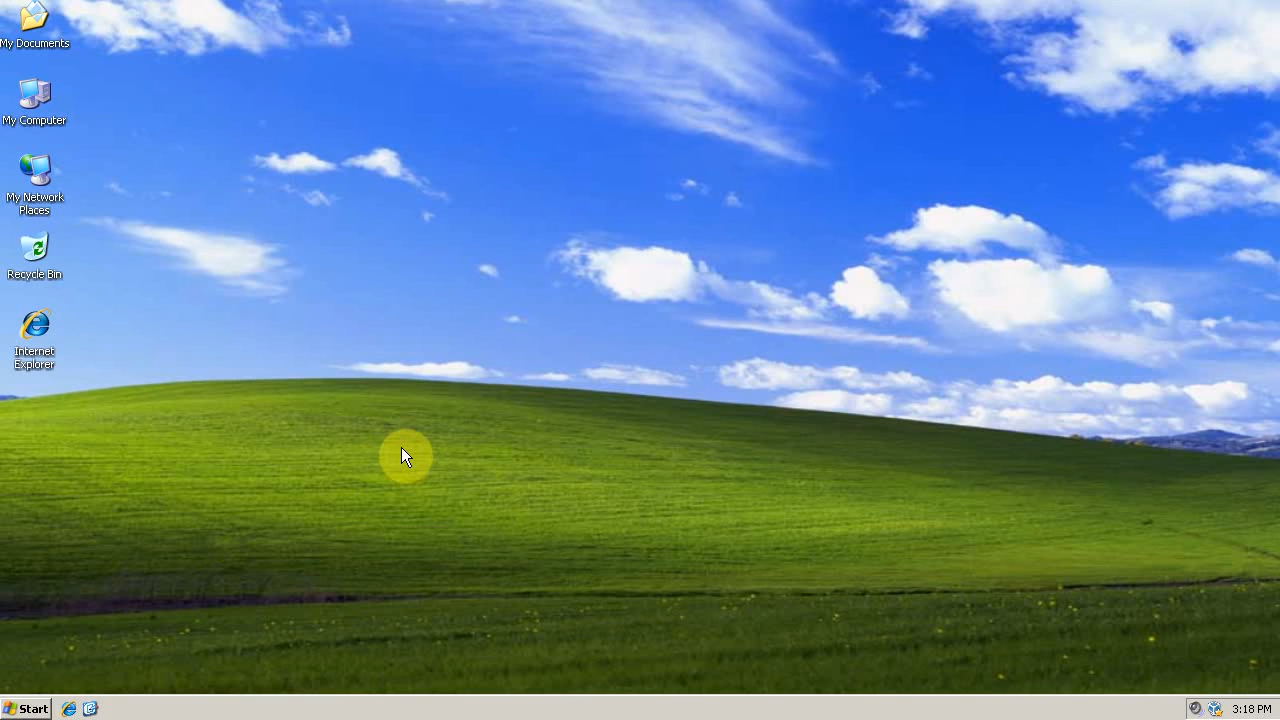 My Documents
My Computer
My Network
Places
Recycle Bin
Internet
Explorer
Start
3:18 PM